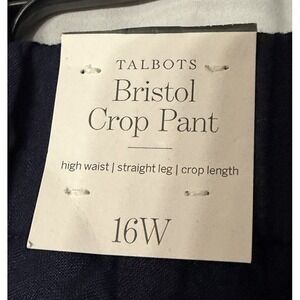 TALBOTS
Bristol
Crop Pant
high waist | straight leg | crop length
16W